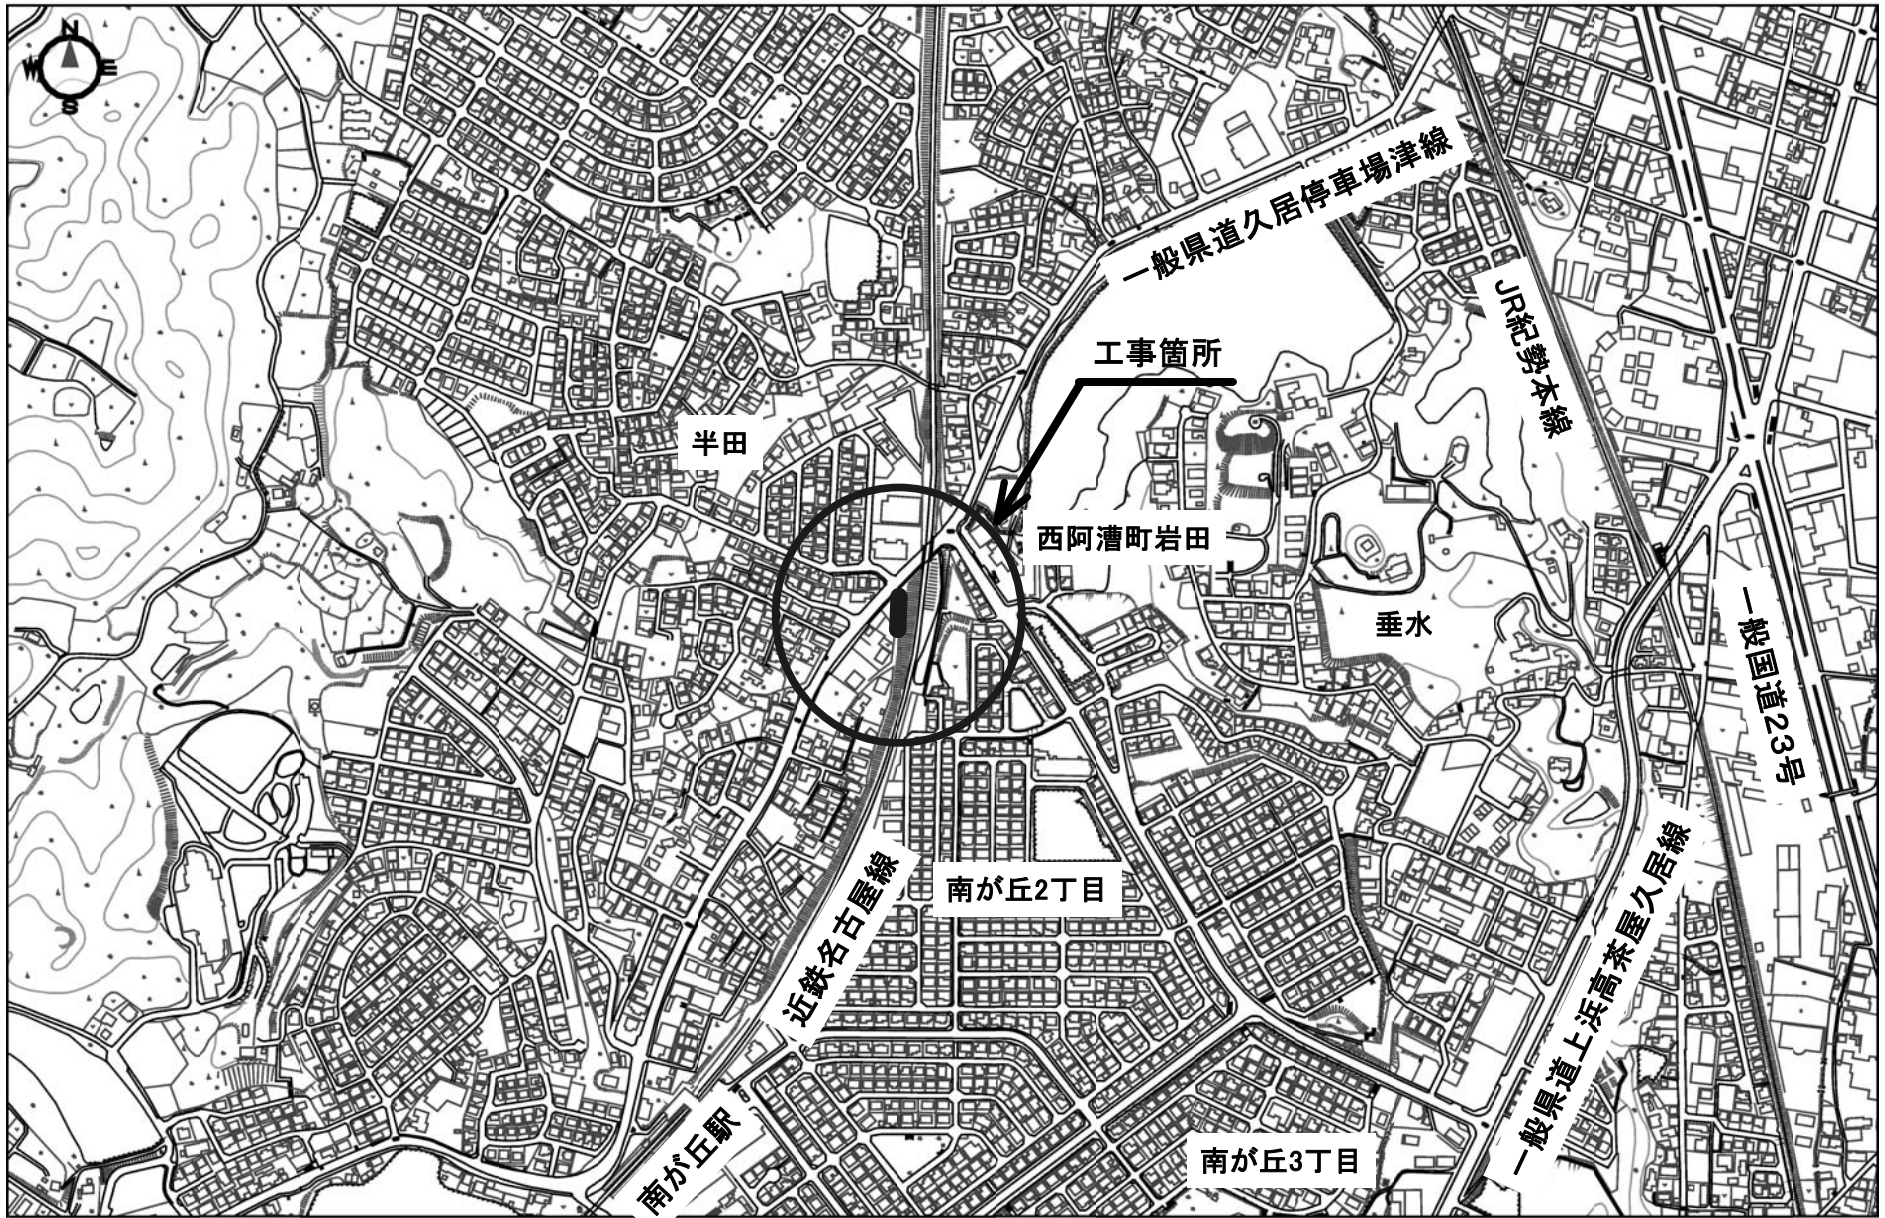 N
W E
S
一般県道久居停車場津線
JR紀勢本線
工事箇所
半田
西阿漕町岩田
垂水
一般国道23号
近鉄名古屋線
南が丘2丁目
一般県道上浜高茶屋久居線
南が丘駅
南が丘3丁目